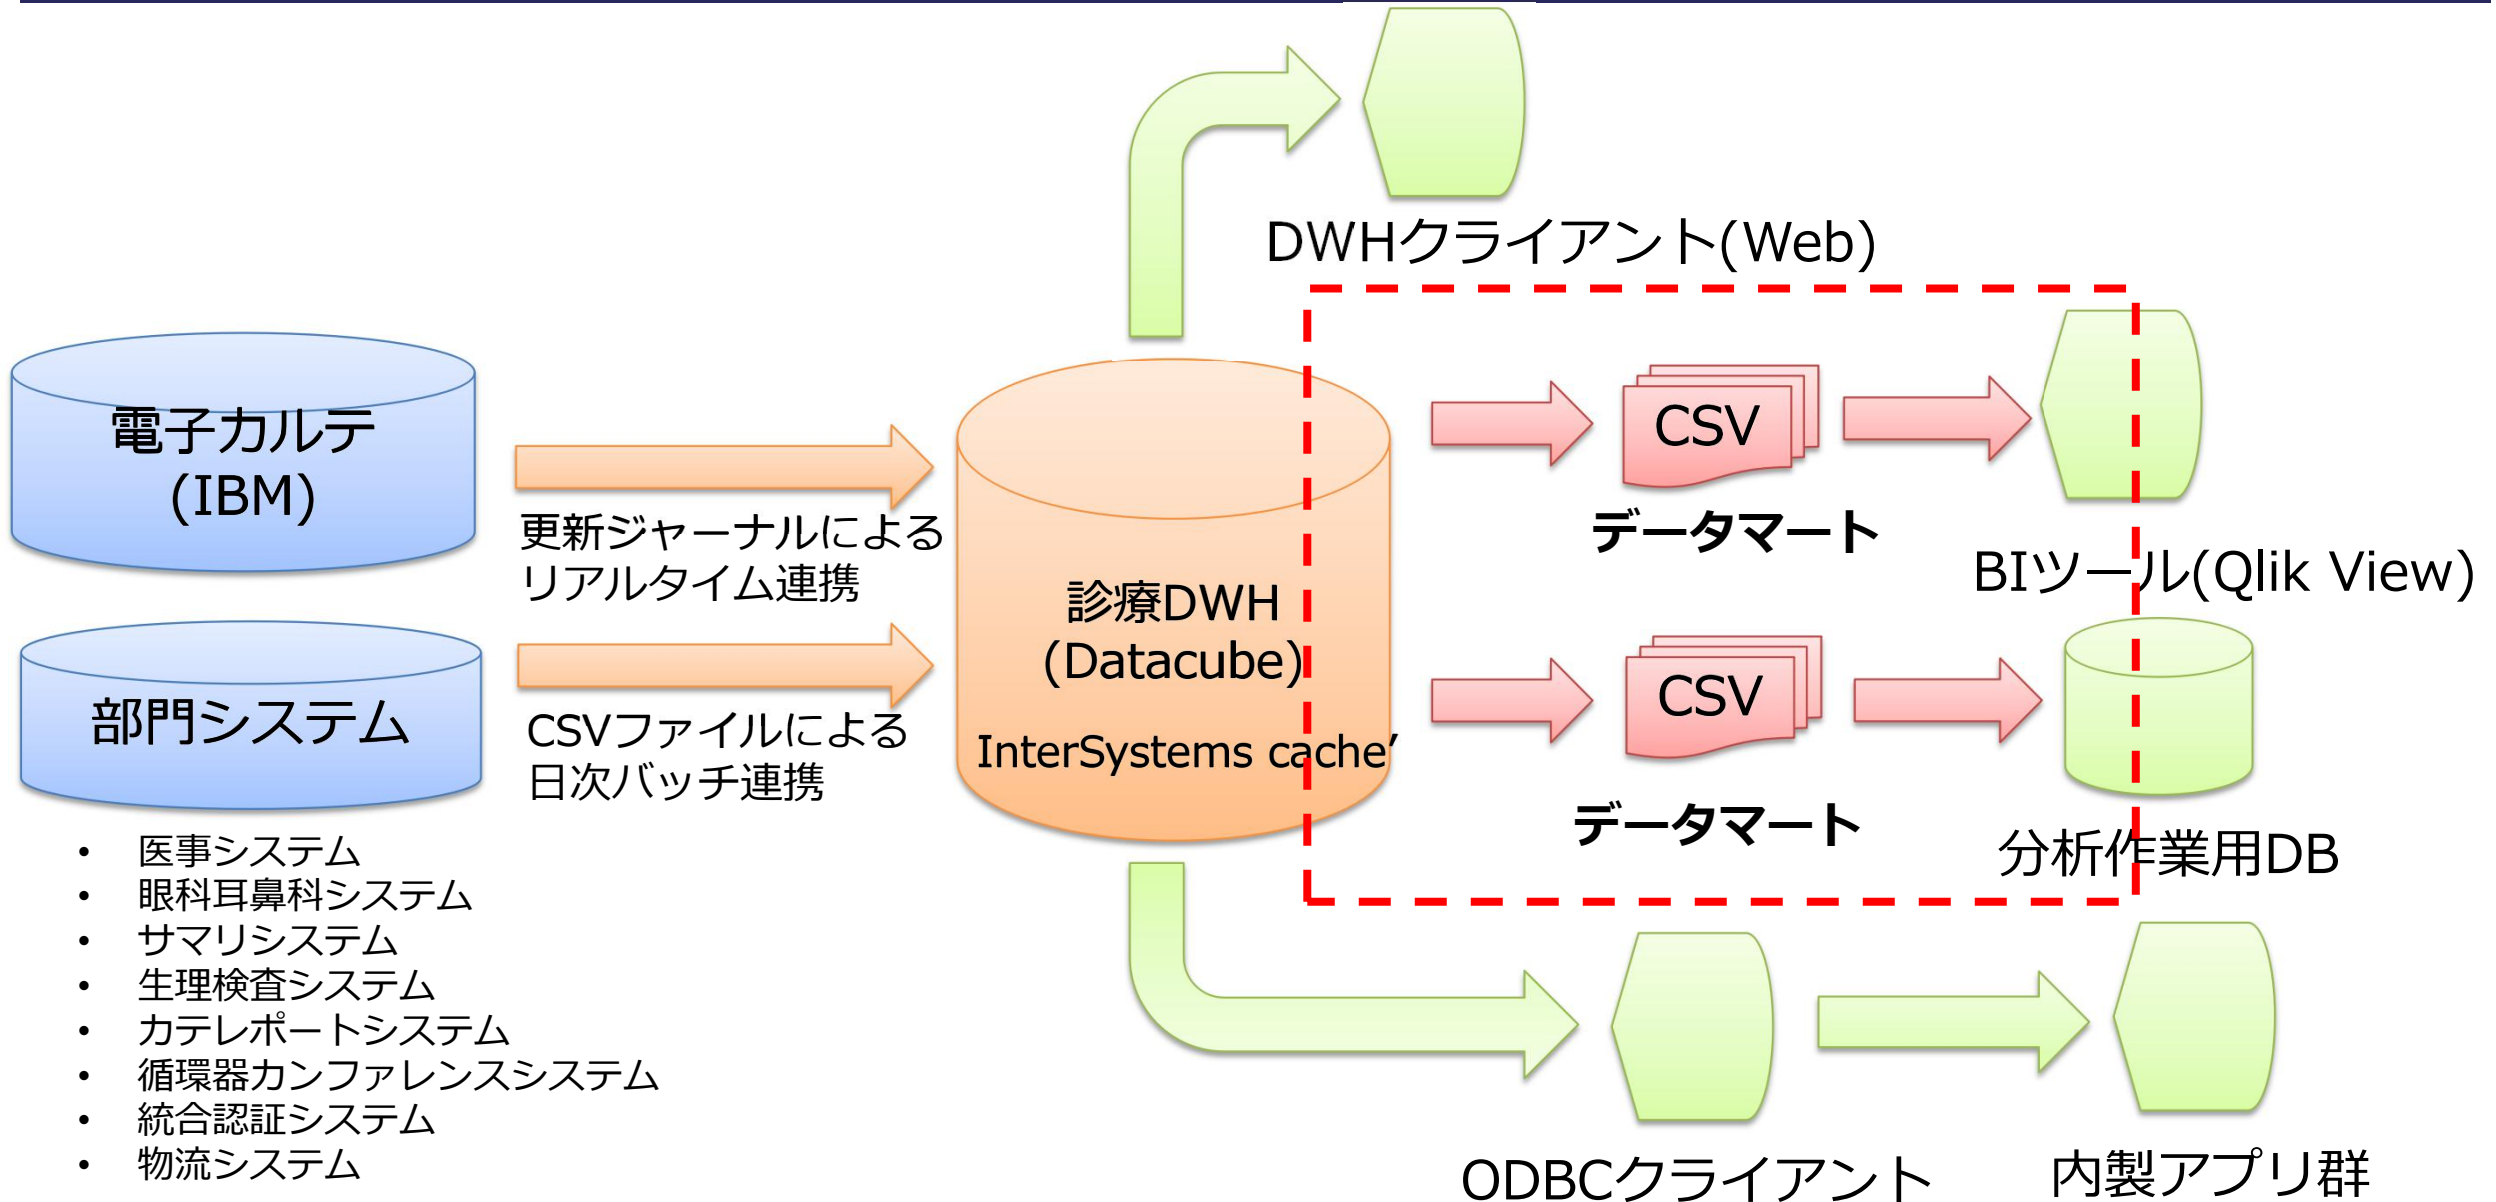 DWHクライアント(Web)
電子カルテ
(IBM)
更新ジャーナルによる
リアルタイム連携
部門システム
CSVファイルによる
日次バッチ連携
• 医事システム
• 眼科耳鼻科システム
• サマリシステム
• 生理検査システム
• カテレポートシステム
• 循環器カンファレンスシステム
• 統合認証システム
• 物流システム
診療DWH
(Datacube)
InterSystems cache’
CSV
データマート
BIツール(Qlik View)
CSV
データマート
分析作業用DB
ODBCクライアント
内製アプリ群